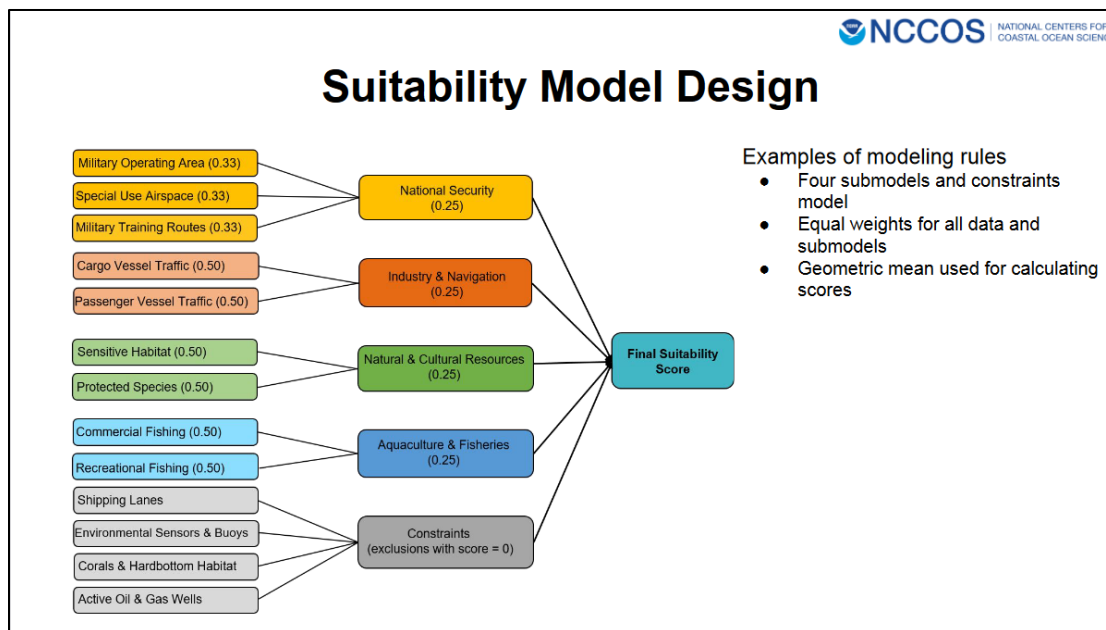 NCCOS
NATIONAL CENTERS FOR
COASTAL OCEAN SCIENC
Suitability Model Design
Military Operating Area (0.33)
Special Use Airspace (0.33)
Military Training Routes (0.33)
National Security
(0.25)
Cargo Vessel Traffic (0.50)
Passenger Vessel Traffic (0.50)
Industry & Navigation
(0.25)
Sensitive Habitat (0.50)
Protected Species (0.50)
Natural & Cultural Resources
(0.25)
Commercial Fishing (0.50)
Recreational Fishing (0.50)
Aquaculture & Fisheries
(0.25)
Shipping Lanes
Environmental Sensors & Buoys
Corals & Hardbottom Habitat
Active Oil & Gas Wells
Constraints
(exclusions with score = 0)
Final Suitability
Score
Examples of modeling rules
● Four submodels and constraints
model
● Equal weights for all data and
submodels
● Geometric mean used for calculating
scores